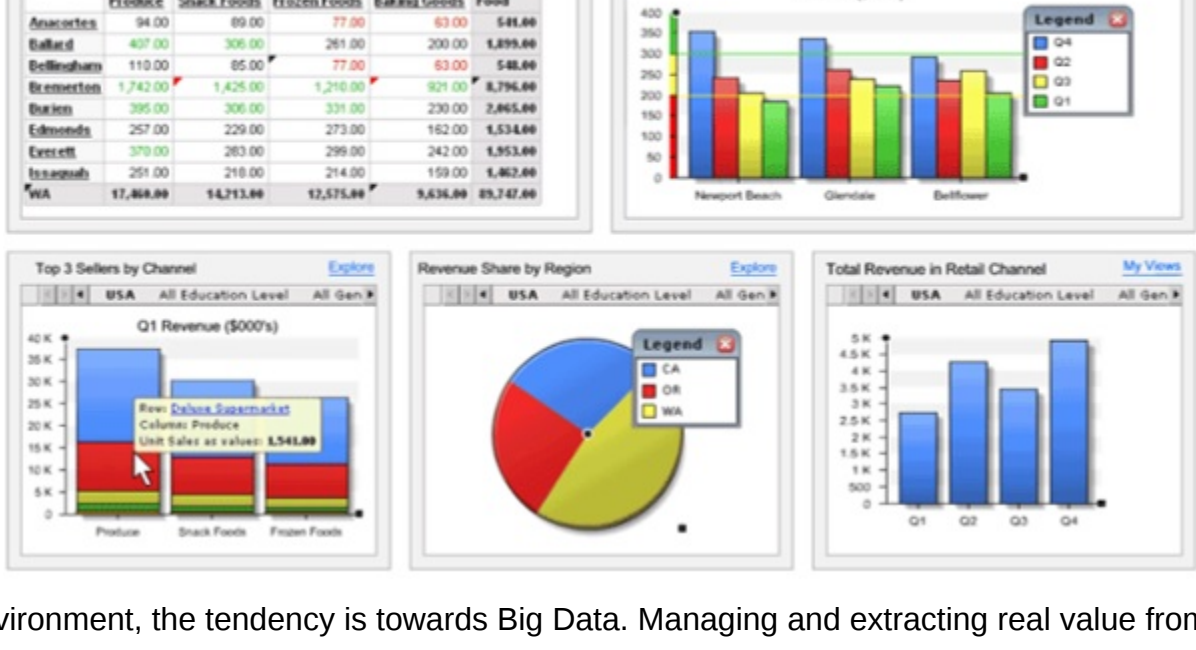 Produce Snack Foods Frozen Foods Baking Goods Food
Anacortes 94.00 89.00 77.00 63.00 541.00
Ballard 407.00 306.00 261.00 200.00 1,899.00
Bellingham 110.00 85.00 77.00 63.00 548.00
Bremerton 1,742.00 1,425.00 1,210.00 921.00 8,796.00
Burien 395.00 306.00 331.00 230.00 2,065.00
Edmonds 257.00 229.00 273.00 162.00 1,534.00
Everett 370.00 283.00 299.00 242.00 1,953.00
Issaquah 251.00 218.00 214.00 159.00 1,462.00
WA 17,460.00 14,213.00 12,575.00 9,636.00 89,747.00
400
350
300
250
200
150
100
50
0
Newport Beach Glendale Bellflower
Legend
Q4
Q2
Q3
Q1
Top 3 Sellers by Channel Explore
USA All Education Level All Gen
Q1 Revenue ($000's)
40 K
35 K
30 K
25 K
20 K
15 K
10 K
5 K
0
Row: Deluxe Supermarket
Column: Produce
Unit Sales as values: 1,541.00
Produce Snack Foods Frozen Foods
Revenue Share by Region Explore
USA All Education Level All Gen
Legend
CA
OR
WA
Total Revenue in Retail Channel My Views
USA All Education Level All Gen
5 K
4.5 K
4 K
3.5 K
3 K
2.5 K
2 K
1.5 K
1 K
500
0
Q1 Q2 Q3 Q4
vironment, the tendency is towards Big Data. Managing and extracting real value from